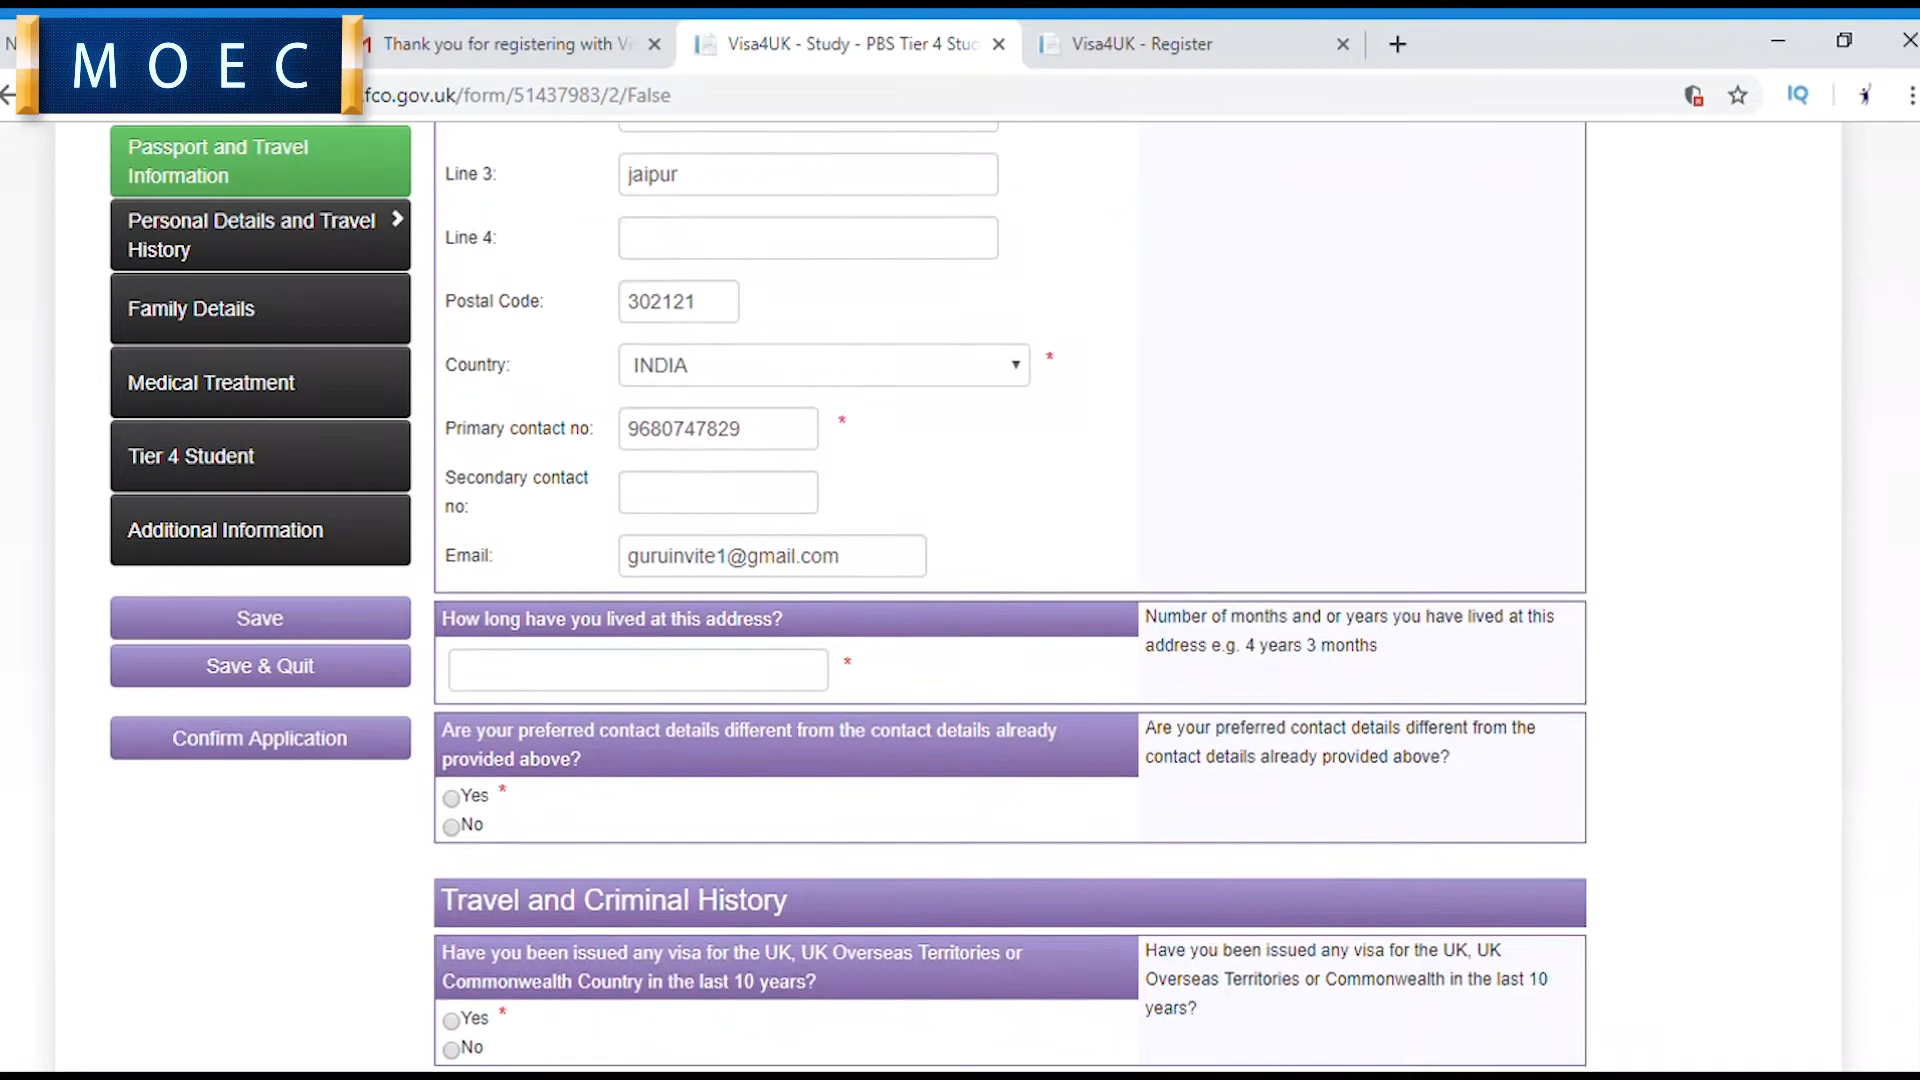 MOEC
Thank you for registering with Vi
Visa4UK - Study - PBS Tier 4 Stud
Visa4UK - Register
fco.gov.uk/form/51437983/2/False
IQ
Passport and Travel
Information
Personal Details and Travel
History
Family Details
Medical Treatment
Tier 4 Student
Additional Information
Save
Save & Quit
Confirm Application
Line 3:
jaipur
Line 4:
Postal Code:
302121
Country:
INDIA
*
Primary contact no:
9680747829
*
Secondary contact
no:
Email:
guruinvite1@gmail.com
How long have you lived at this address?
*
Number of months and or years you have lived at this
address e.g. 4 years 3 months
Are your preferred contact details different from the contact details already
provided above?
Yes *
No
Are your preferred contact details different from the
contact details already provided above?
Travel and Criminal History
Have you been issued any visa for the UK, UK Overseas Territories or
Commonwealth Country in the last 10 years?
Yes *
No
Have you been issued any visa for the UK, UK
Overseas Territories or Commonwealth in the last 10
years?